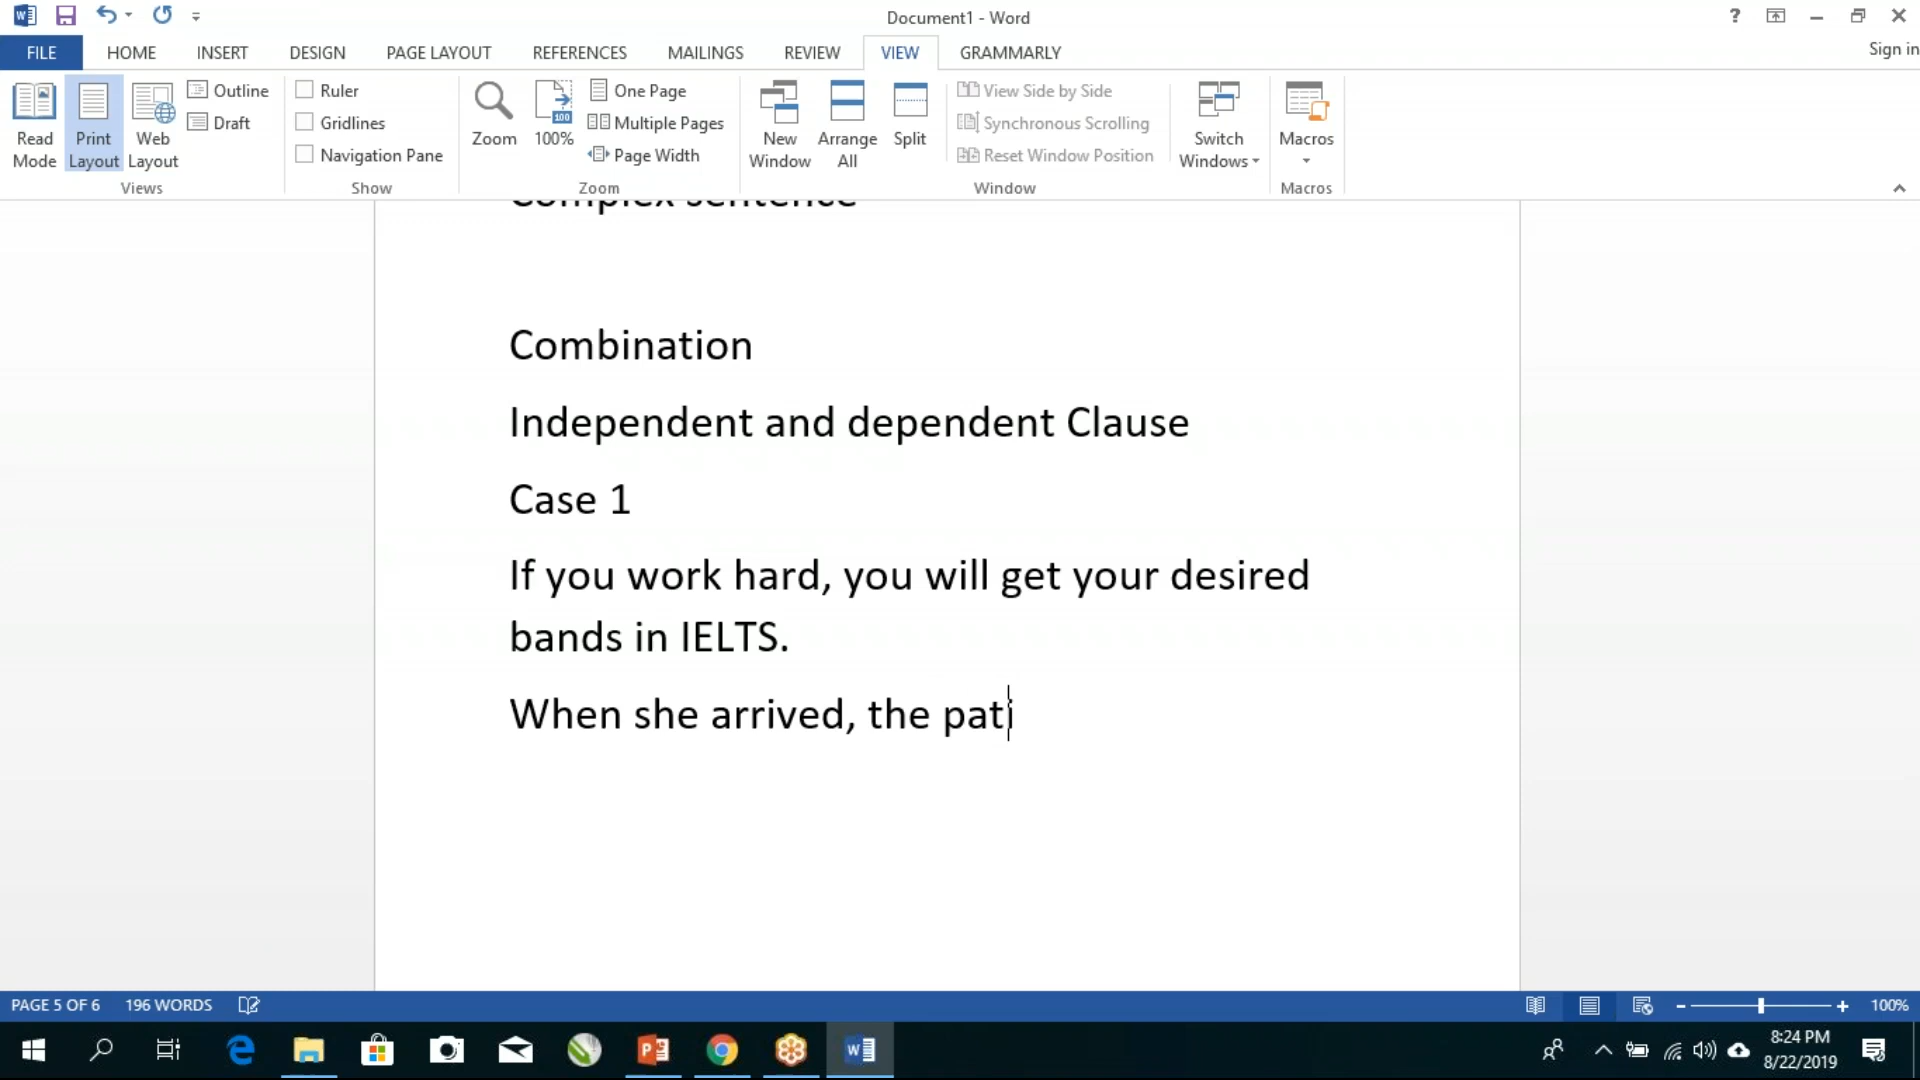 Document1 - Word
?
FILE HOME INSERT DESIGN PAGE LAYOUT REFERENCES MAILINGS REVIEW VIEW GRAMMARLY Sign in
Read Mode
Print Layout
Web Layout
Outline
Draft
Views
Ruler
Gridlines
Navigation Pane
Show
Zoom
100
100%
One Page
Multiple Pages
Page Width
Zoom
New Window
Arrange All
Split
View Side by Side
Synchronous Scrolling
Reset Window Position
Window
Switch Windows
Macros
Macros
Complex sentence
Combination
Independent and dependent Clause
Case 1
If you work hard, you will get your desired
bands in IELTS.
When she arrived, the pati
PAGE 5 OF 6 196 WORDS 100%
8:24 PM
8/22/2019